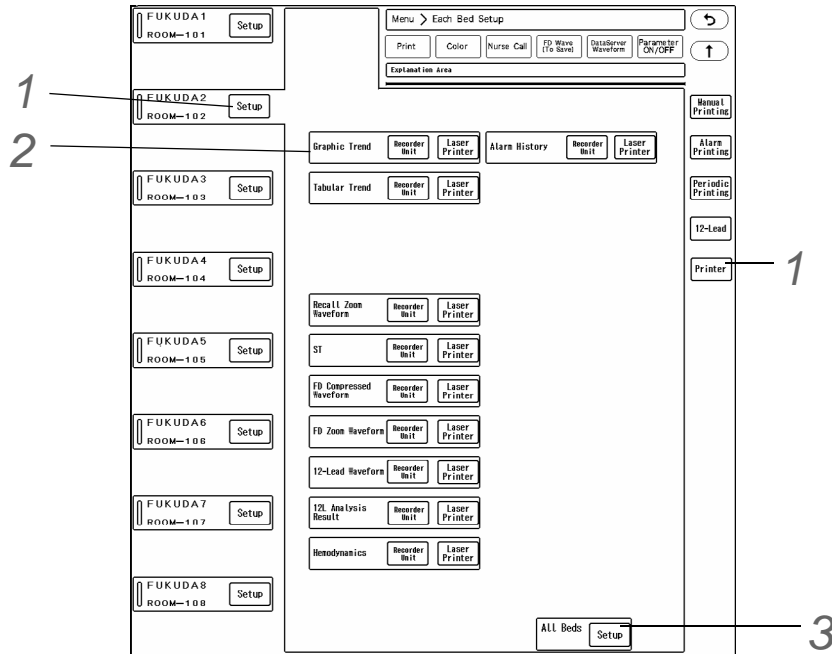 FUKUDA1
ROOM-101
Setup
Menu > Each Bed Setup
Print
Color
Nurse Call
FD Wave
(To Save)
DataServer
Waveform
Parameter
ON/OFF
Explanation Area
1
FUKUDA2
ROOM-102
Setup
Manual
Printing
2
Graphic Trend
Recorder
Unit
Laser
Printer
Alarm History
Recorder
Unit
Laser
Printer
Alarm
Printing
FUKUDA3
ROOM-103
Setup
Tabular Trend
Recorder
Unit
Laser
Printer
Periodic
Printing
12-Lead
FUKUDA4
ROOM-104
Setup
Printer
1
Recall Zoom
Waveform
Recorder
Unit
Laser
Printer
FUKUDA5
ROOM-105
Setup
ST
Recorder
Unit
Laser
Printer
FD Compressed
Waveform
Recorder
Unit
Laser
Printer
FUKUDA6
ROOM-106
Setup
FD Zoom Waveform
Recorder
Unit
Laser
Printer
12-Lead Waveform
Recorder
Unit
Laser
Printer
FUKUDA7
ROOM-107
Setup
12L Analysis
Result
Recorder
Unit
Laser
Printer
Hemodynamics
Recorder
Unit
Laser
Printer
FUKUDA8
ROOM-108
Setup
All Beds
Setup
3